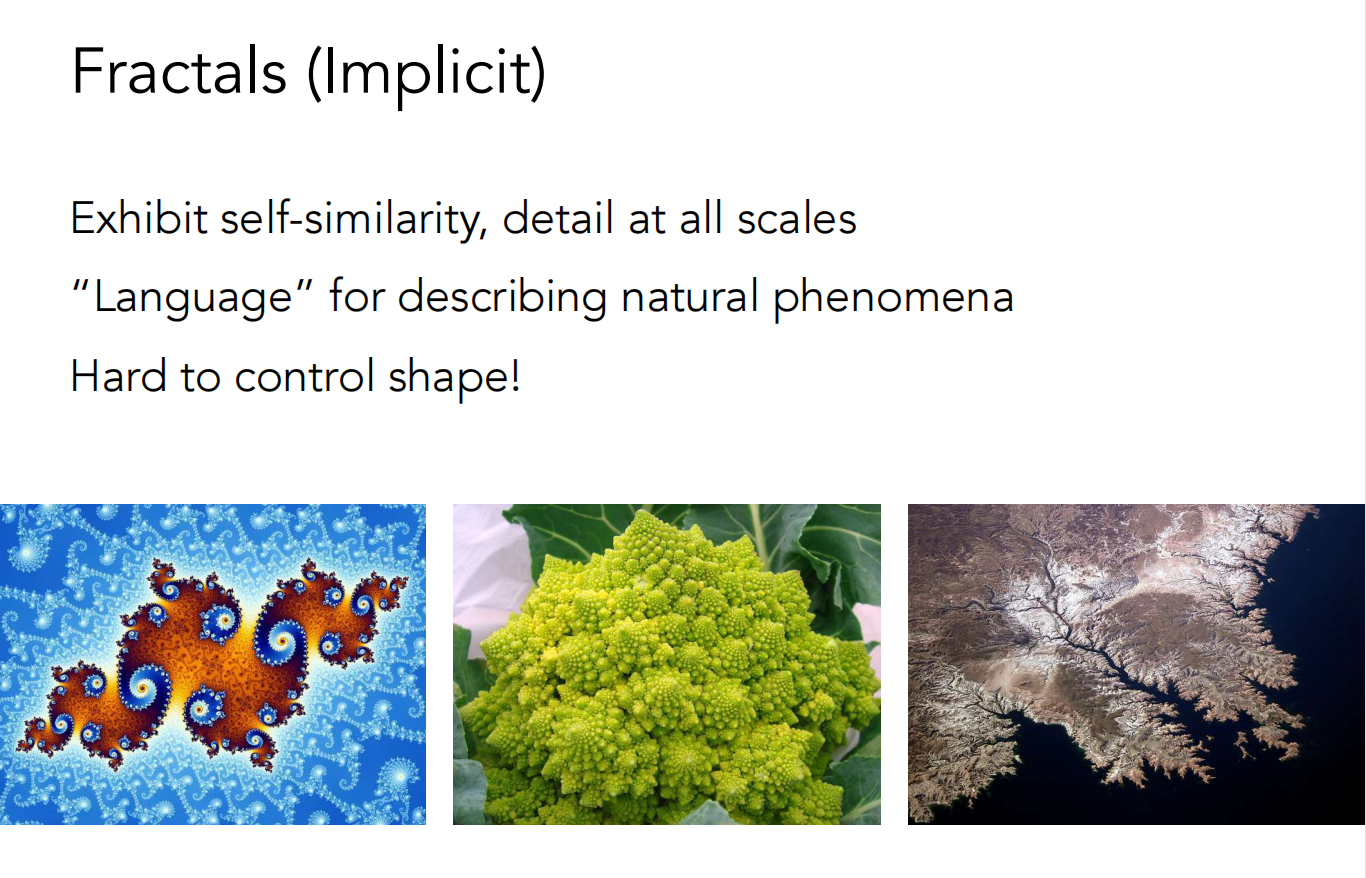 Fractals (Implicit)
Exhibit self-similarity, detail at all scales
“Language” for describing natural phenomena
Hard to control shape!